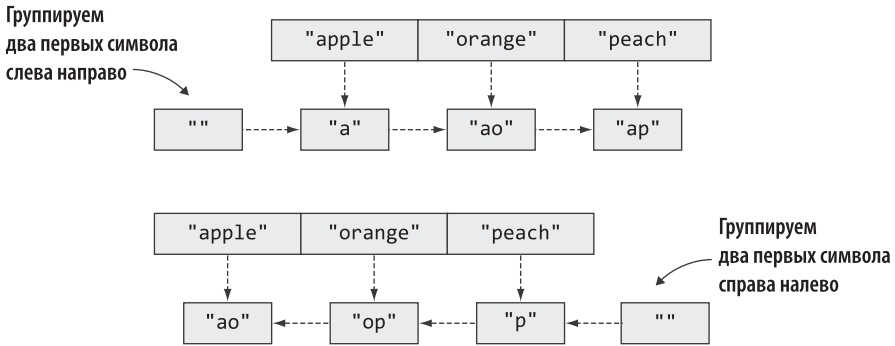 Группируем
два первых символа
слева направо
"apple" "orange" "peach"
"" "a" "ao" "ap"
"apple" "orange" "peach"
Группируем
два первых символа
справа налево
"ao" "op" "p" ""